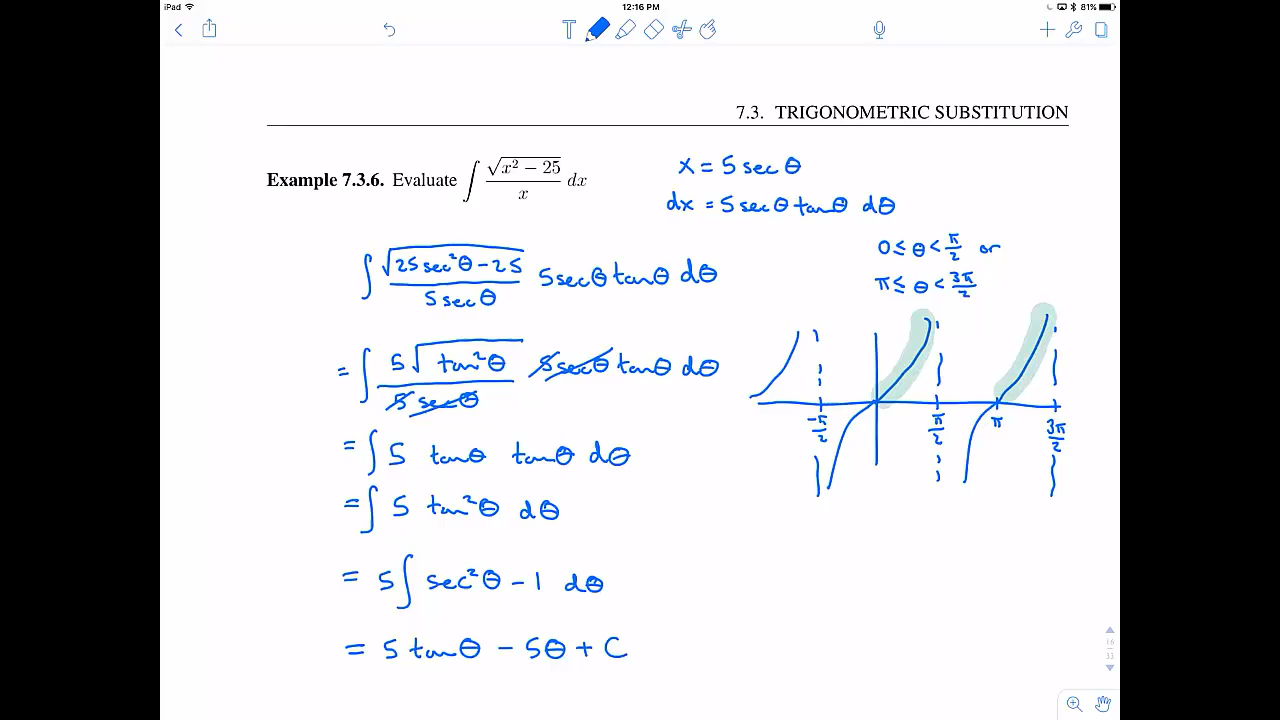 iPad 12:16 PM 81%
T
7.3. TRIGONOMETRIC SUBSTITUTION
Example 7.3.6. Evaluate ∫ √(x² − 25) / x dx
x = 5 sec θ
dx = 5 sec θ tan θ dθ
0 ≤ θ < π/2 or
π ≤ θ < 3π/2
∫ √(25 sec²θ − 25) / (5 sec θ) 5 sec θ tan θ dθ
= ∫ 5√(tan²θ) / (5 sec θ) 5 sec θ tan θ dθ
-π/2 π/2 π 3π/2
= ∫ 5 tan θ tan θ dθ
= ∫ 5 tan²θ dθ
= 5 ∫ sec²θ − 1 dθ
= 5 tan θ − 5θ + C
16
33